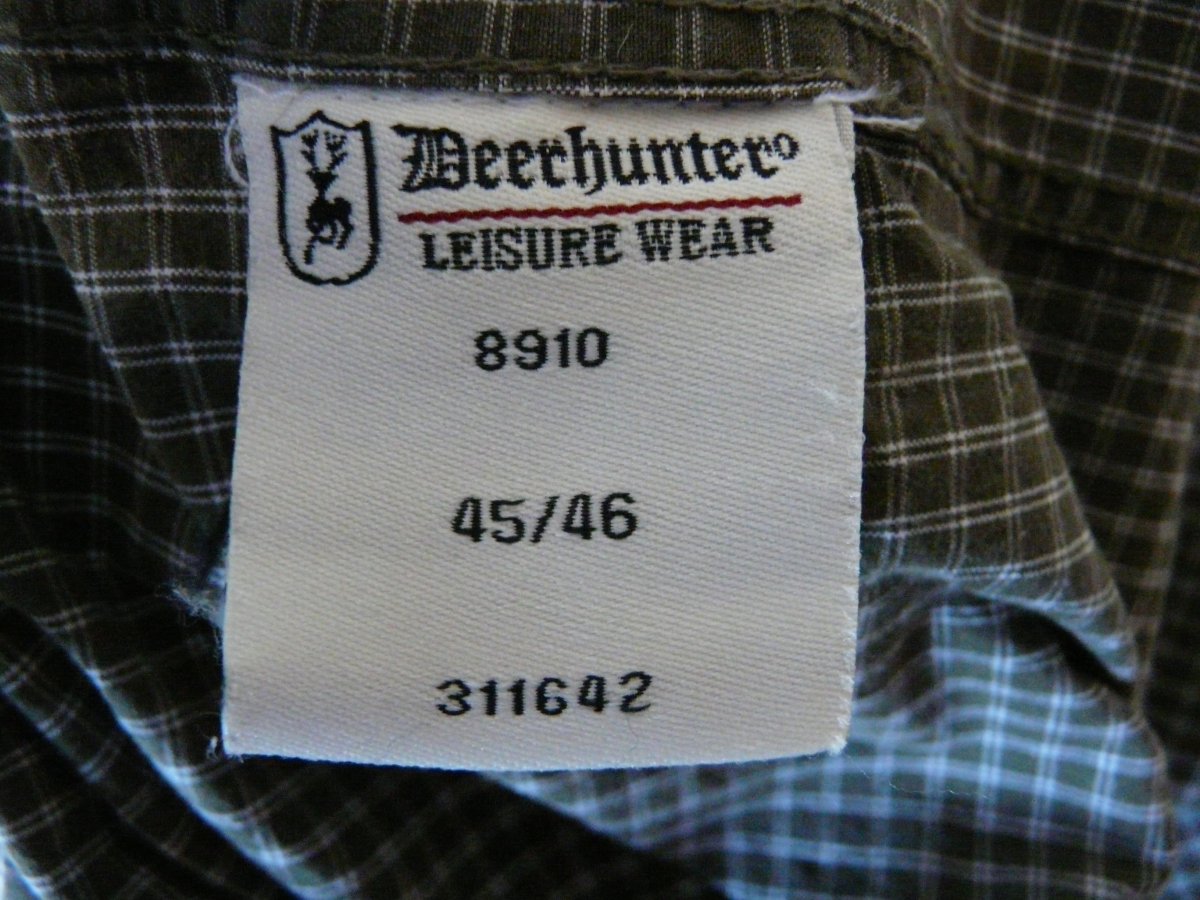 Deerhunter
LEISURE WEAR
8910
45/46
311642